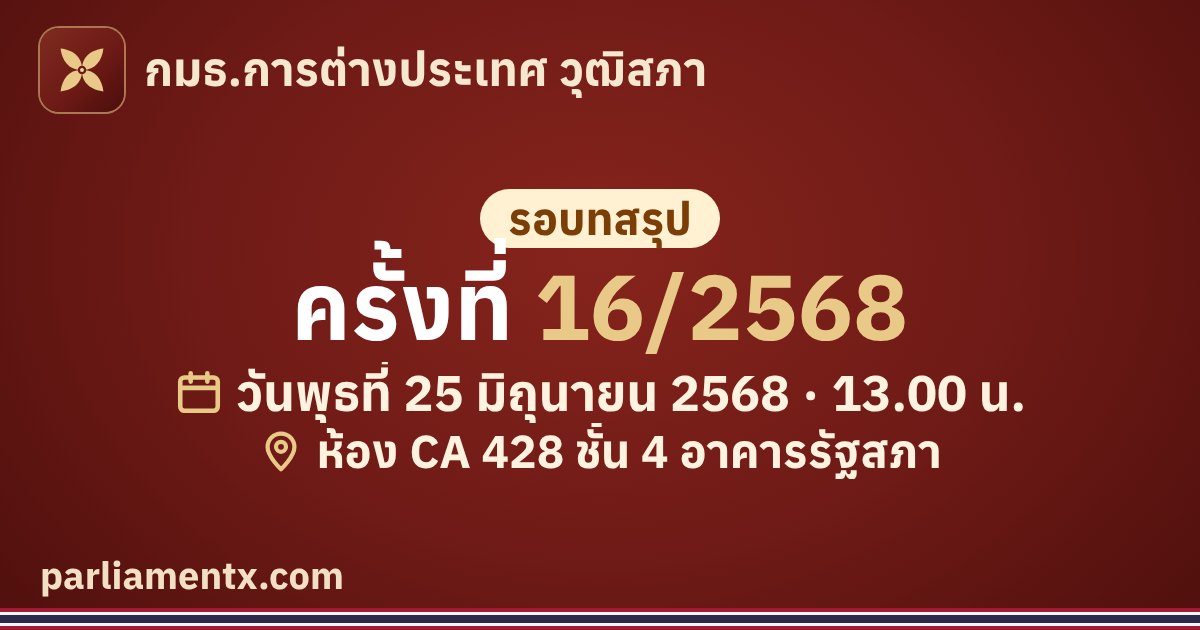 กมธ.การต่างประเทศ วุฒิสภา
รอบทสรุป
ครั้งที่ 16/2568
วันพุธที่ 25 มิถุนายน 2568 · 13.00 น.
ห้อง CA 428 ชั้น 4 อาคารรัฐสภา
parliamentx.com